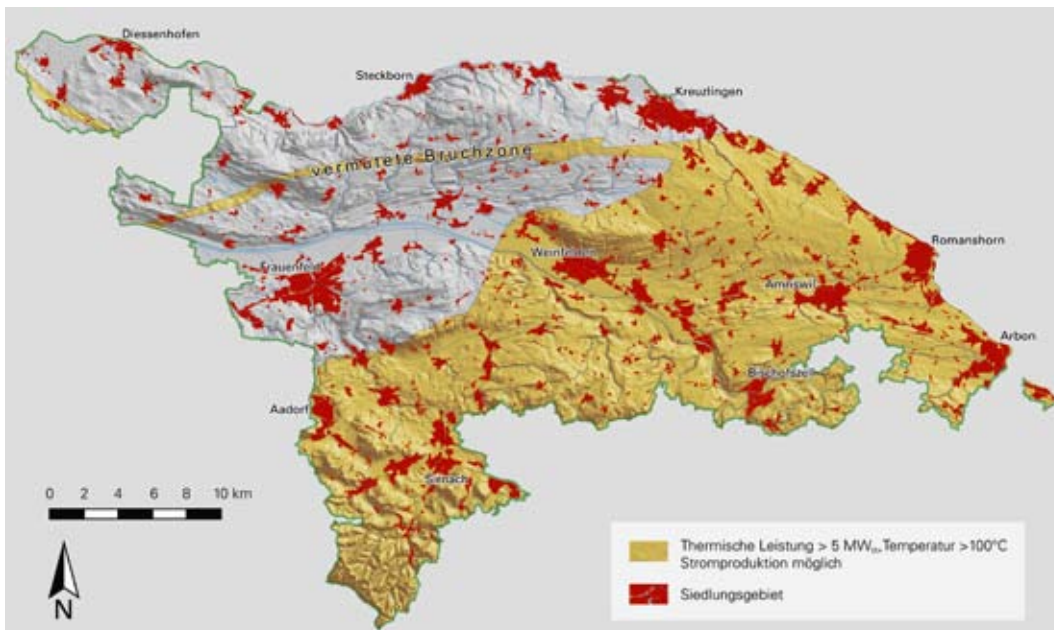 Diessenhofen
Steckborn
Kreuzlingen
vermutete Bruchzone
Romanshorn
Weinfelden
Frauenfeld
Amriswil
Arbon
Bischofszell
Aadorf
Sirnach
0 2 4 6 8 10 km
N
Thermische Leistung > 5 MWₜₕ, Temperatur >100°C
Stromproduktion möglich
Siedlungsgebiet